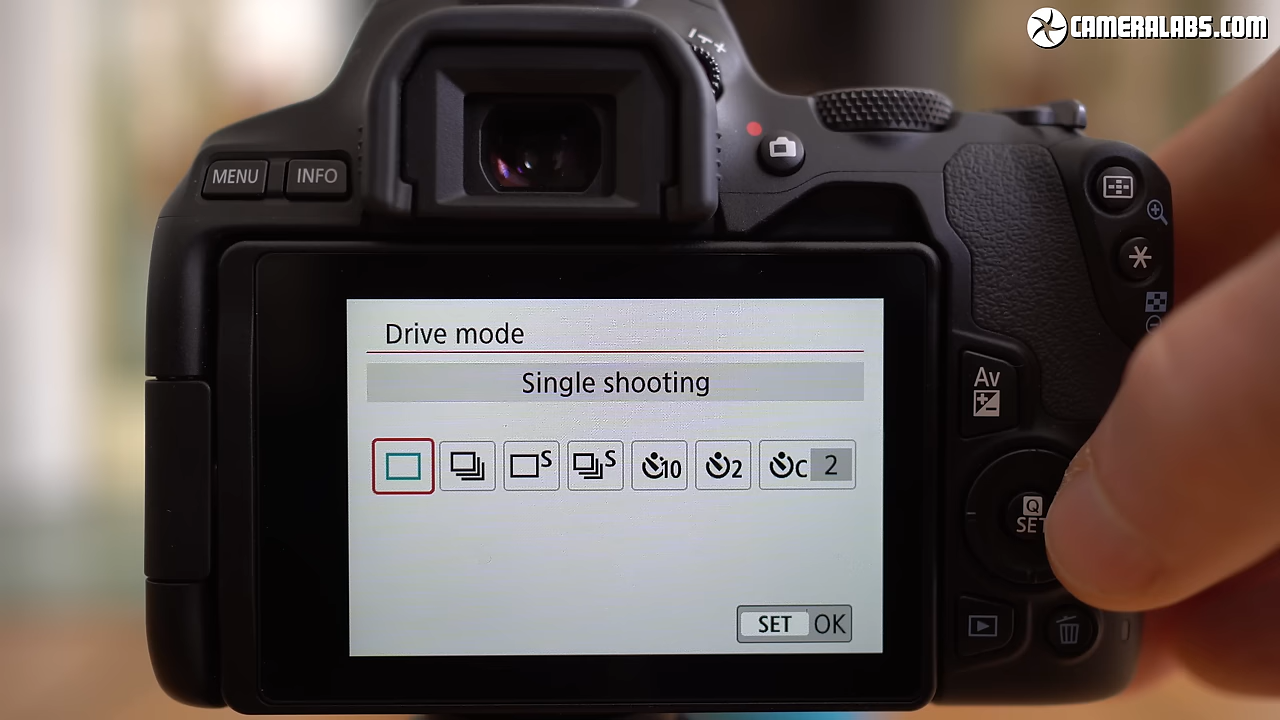 CAMERALABS.COM
MENU INFO
Drive mode
Single shooting
S S 10 2 C 2
SET OK
Av
Q
SET